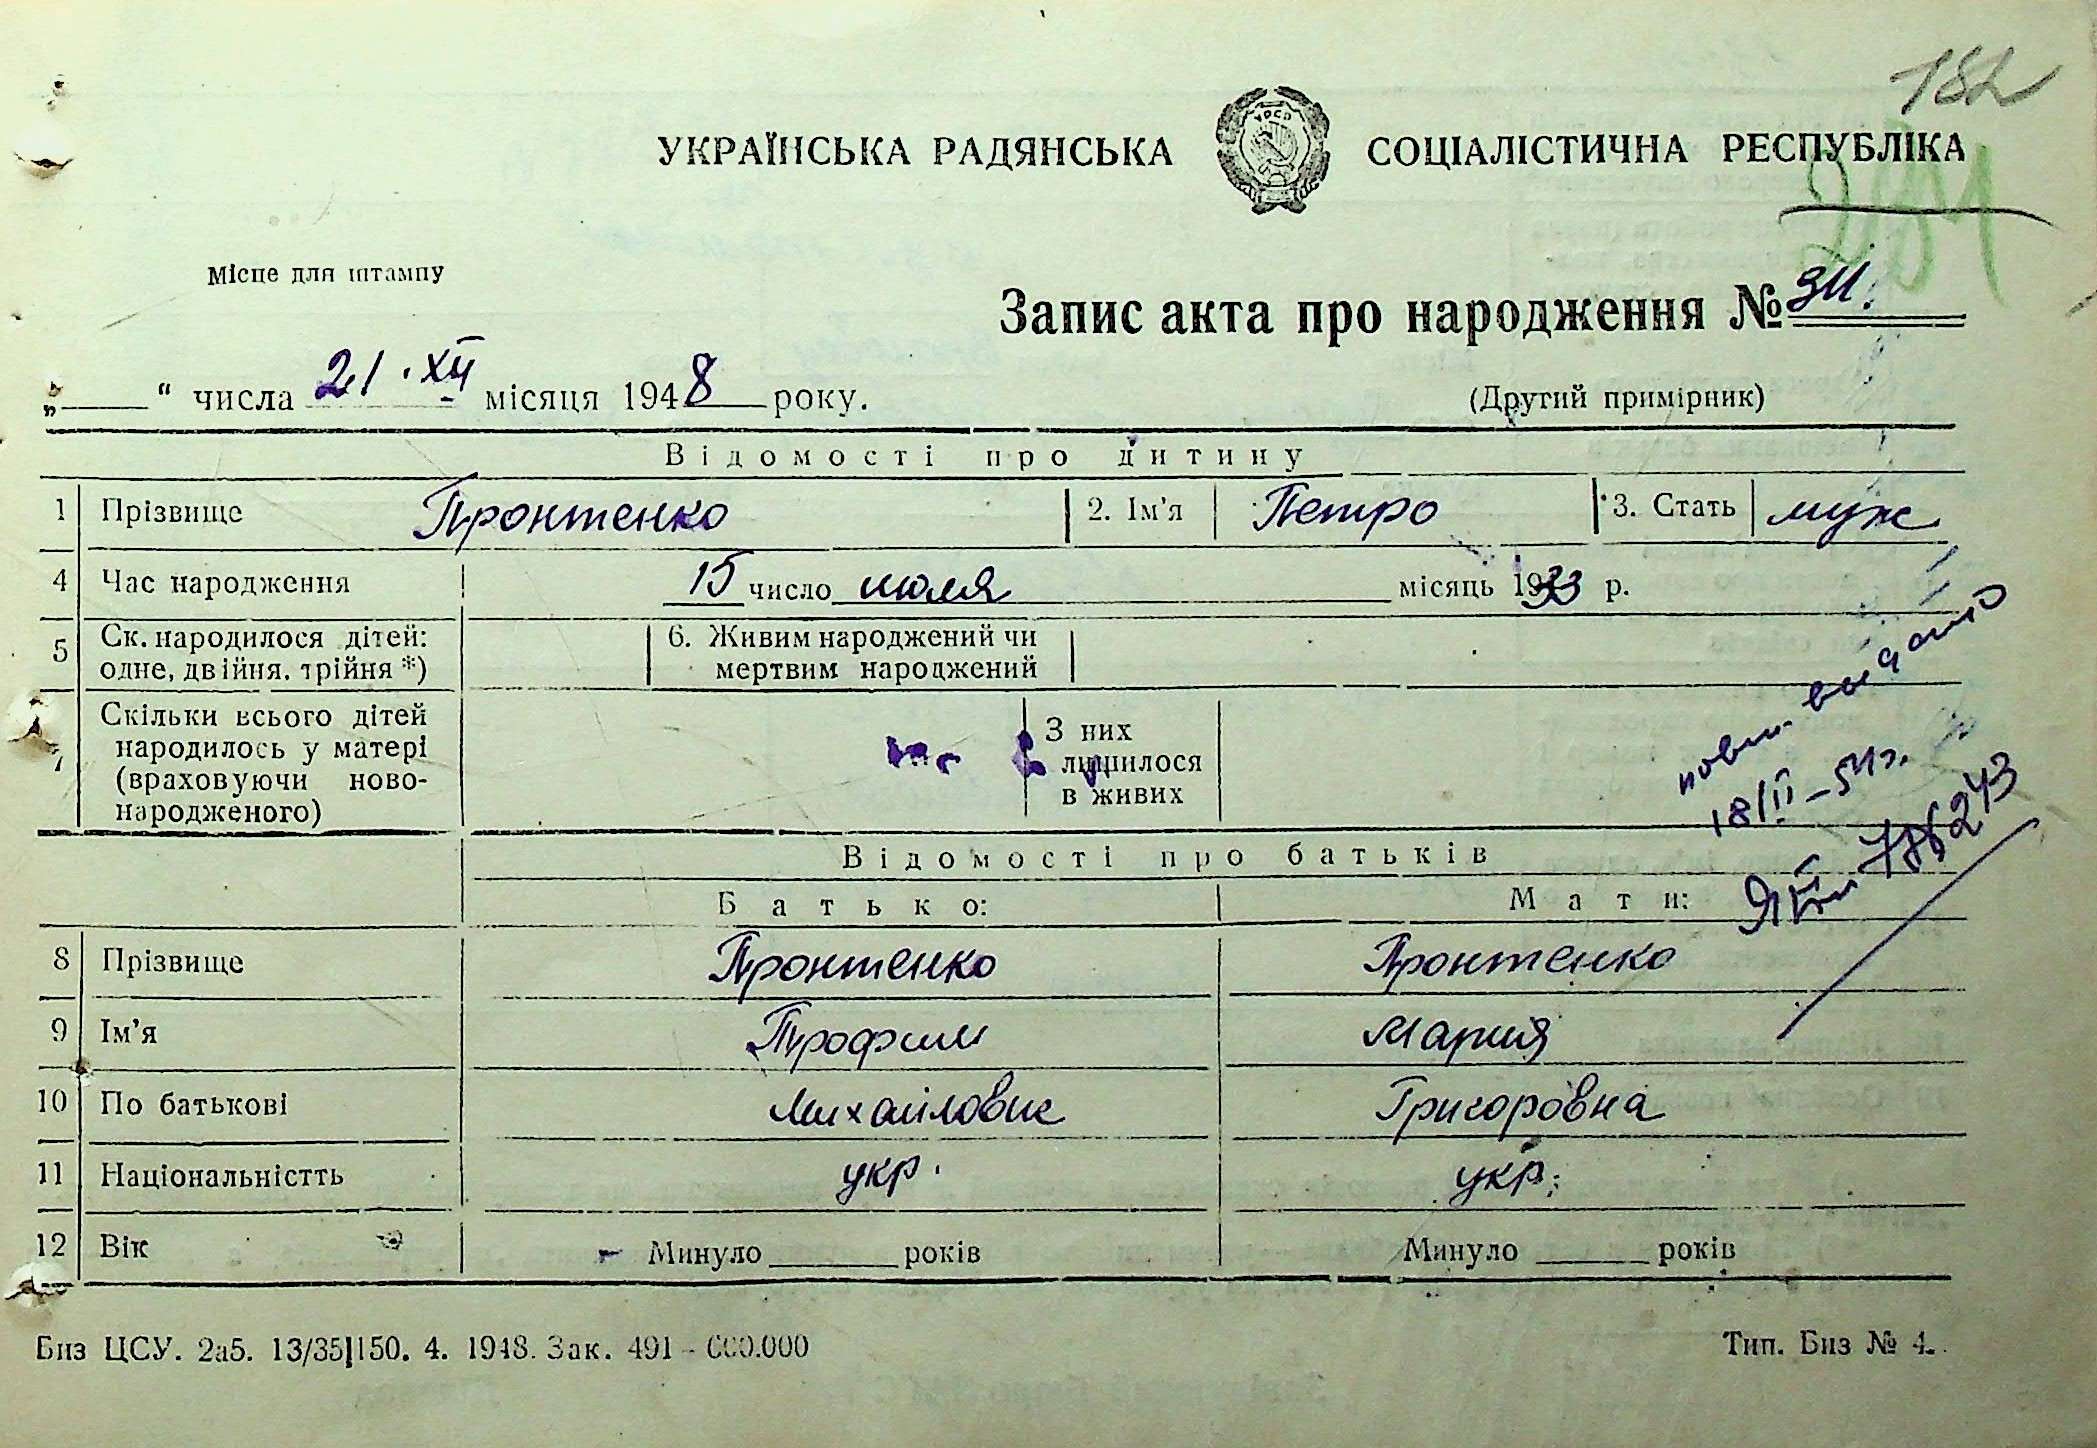 182
УКРАЇНСЬКА РАДЯНСЬКА СОЦІАЛІСТИЧНА РЕСПУБЛІКА
УРСР
Місце для штампу
Запис акта про народження №
„ “ числа 21. XII місяця 1948 року.
(Другий примірник)
Відомості про дитину
1 Прізвище Пронтенко 2. Ім'я Петро 3. Стать муж
4 Час народження 15 число июля місяць 1933 р.
5 Ск. народилося дітей: одне, двійня, трійня *) 6. Живим народжений чи мертвим народжений
7 Скільки всього дітей народилось у матері (враховуючи ново-народженого) З них лишилося в живих
18/II–54г.
786243
Відомості про батьків
Батько: Мати:
8 Прізвище Пронтенко Пронтенко
9 Ім'я Трофим Мария
10 По батькові Михайлович Григоровна
11 Національністть укр. укр.
12 Вік Минуло років Минуло років
Биз ЦСУ. 2а5. 13/35|150. 4. 1948. Зак. 491 - 600.000
Тип. Биз № 4.